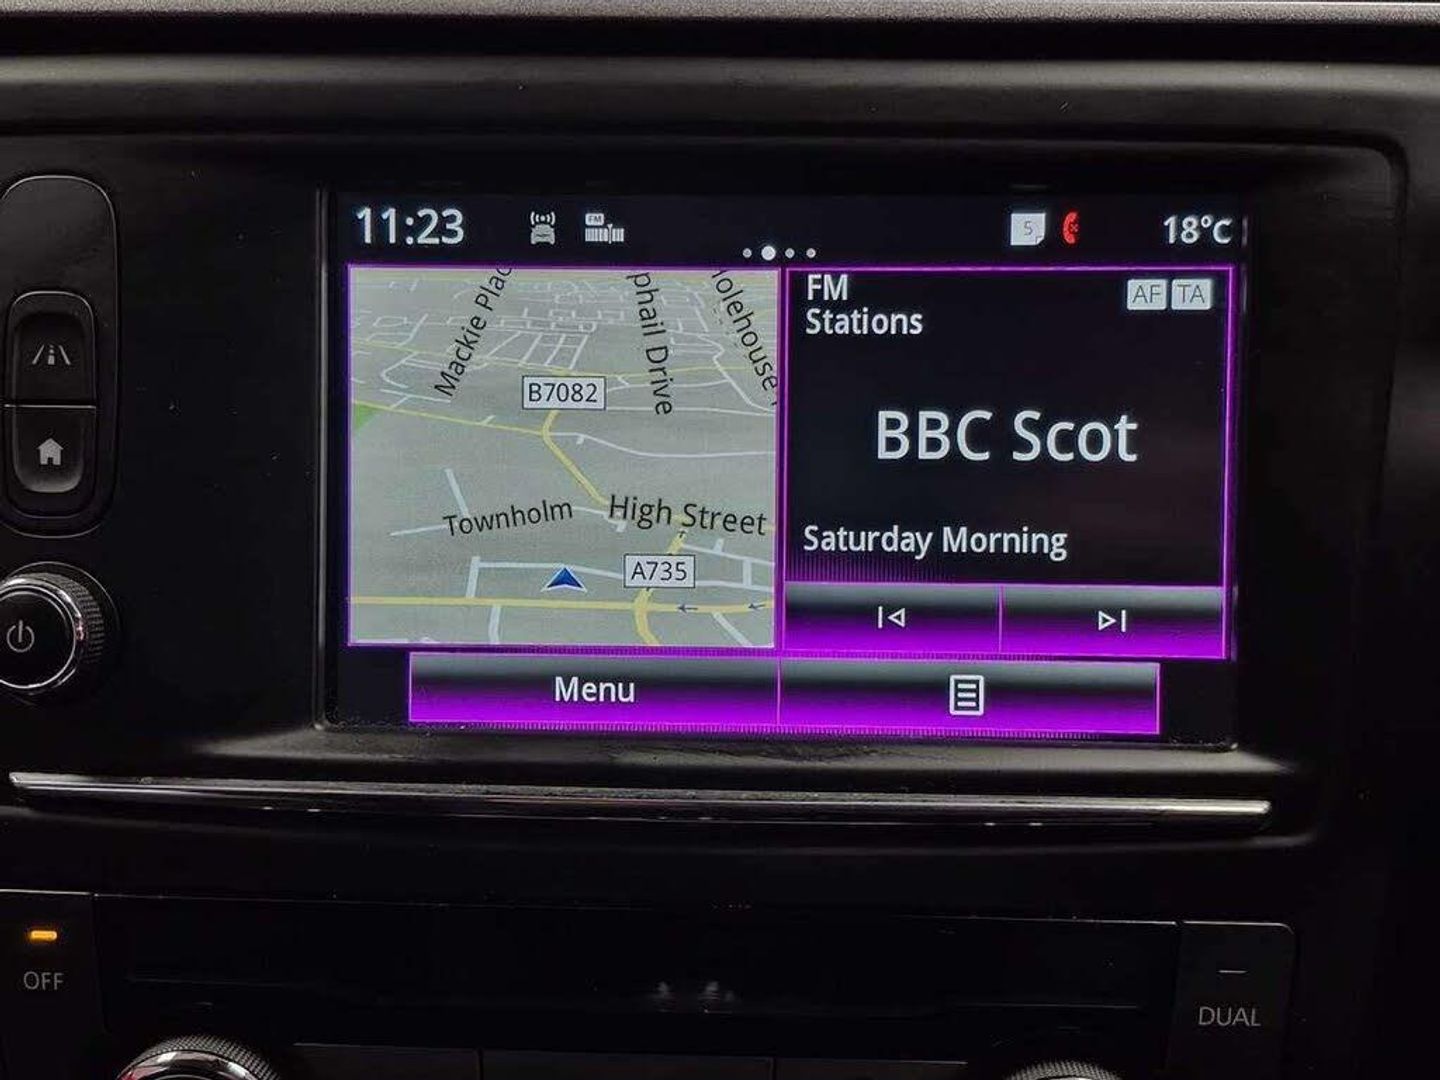 11:23
FM
5
18°C
Mackie Plac
phail Drive
olehouse
B7082
Townholm
High Street
A735
FM
Stations
AF TA
BBC Scot
Saturday Morning
Menu
OFF
DUAL